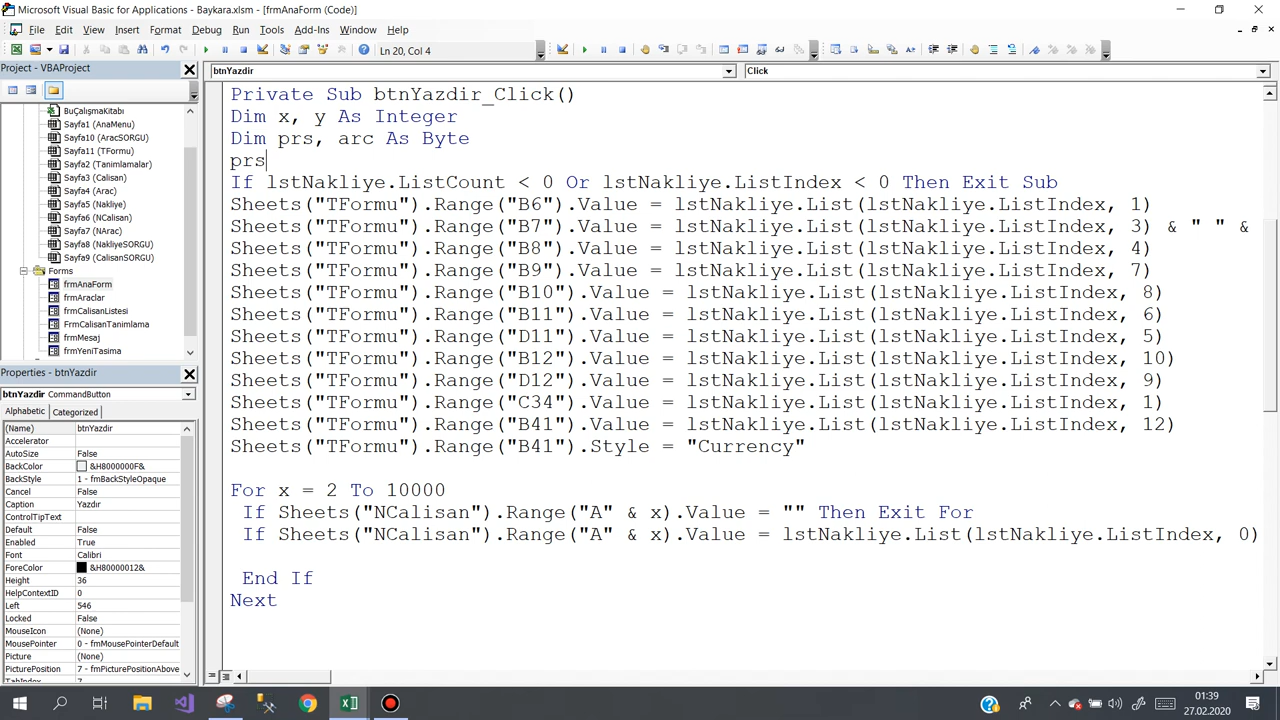 Microsoft Visual Basic for Applications - Baykara.xlsm - [frmAnaForm (Code)]
File Edit View Insert Format Debug Run Tools Add-Ins Window Help
Ln 20, Col 4
Project - VBAProject
btnYazdir Click
BuÇalışmaKitabı
Sayfa1 (AnaMenu)
Sayfa10 (AracSORGU)
Sayfa11 (TFormu)
Sayfa2 (Tanimlamalar)
Sayfa3 (Calisan)
Sayfa4 (Arac)
Sayfa5 (Nakliye)
Sayfa6 (NCalisan)
Sayfa7 (NArac)
Sayfa8 (NakliyeSORGU)
Sayfa9 (CalisanSORGU)
Forms
frmAnaForm
frmAraclar
frmCalisanListesi
FrmCalisanTanimlama
frmMesaj
frmYeniTasima
Properties - btnYazdir
btnYazdir CommandButton
Alphabetic Categorized
(Name) btnYazdir
Accelerator
AutoSize False
BackColor &H8000000F&
BackStyle 1 - fmBackStyleOpaque
Cancel False
Caption Yazdır
ControlTipText
Default False
Enabled True
Font Calibri
ForeColor &H80000012&
Height 36
HelpContextID 0
Left 546
Locked False
MouseIcon (None)
MousePointer 0 - fmMousePointerDefault
Picture (None)
PicturePosition 7 - fmPicturePositionAbove
TabIndex 7
Private Sub btnYazdir_Click()
Dim x, y As Integer
Dim prs, arc As Byte
prs
If lstNakliye.ListCount < 0 Or lstNakliye.ListIndex < 0 Then Exit Sub
Sheets("TFormu").Range("B6").Value = lstNakliye.List(lstNakliye.ListIndex, 1)
Sheets("TFormu").Range("B7").Value = lstNakliye.List(lstNakliye.ListIndex, 3) & " " &
Sheets("TFormu").Range("B8").Value = lstNakliye.List(lstNakliye.ListIndex, 4)
Sheets("TFormu").Range("B9").Value = lstNakliye.List(lstNakliye.ListIndex, 7)
Sheets("TFormu").Range("B10").Value = lstNakliye.List(lstNakliye.ListIndex, 8)
Sheets("TFormu").Range("B11").Value = lstNakliye.List(lstNakliye.ListIndex, 6)
Sheets("TFormu").Range("D11").Value = lstNakliye.List(lstNakliye.ListIndex, 5)
Sheets("TFormu").Range("B12").Value = lstNakliye.List(lstNakliye.ListIndex, 10)
Sheets("TFormu").Range("D12").Value = lstNakliye.List(lstNakliye.ListIndex, 9)
Sheets("TFormu").Range("C34").Value = lstNakliye.List(lstNakliye.ListIndex, 1)
Sheets("TFormu").Range("B41").Value = lstNakliye.List(lstNakliye.ListIndex, 12)
Sheets("TFormu").Range("B41").Style = "Currency"
For x = 2 To 10000
If Sheets("NCalisan").Range("A" & x).Value = "" Then Exit For
If Sheets("NCalisan").Range("A" & x).Value = lstNakliye.List(lstNakliye.ListIndex, 0)
End If
Next
01:39
27.02.2020